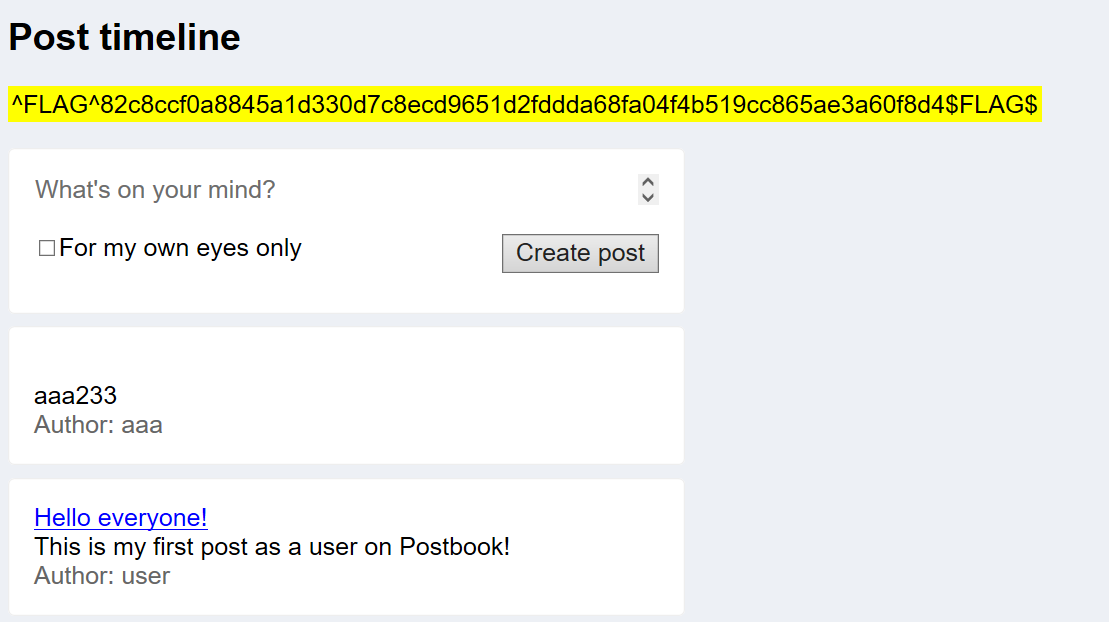 Post timeline
^FLAG^82c8ccf0a8845a1d330d7c8ecd9651d2fddda68fa04f4b519cc865ae3a60f8d4$FLAG$
What's on your mind?
For my own eyes only
Create post
aaa233
Author: aaa
Hello everyone!
This is my first post as a user on Postbook!
Author: user